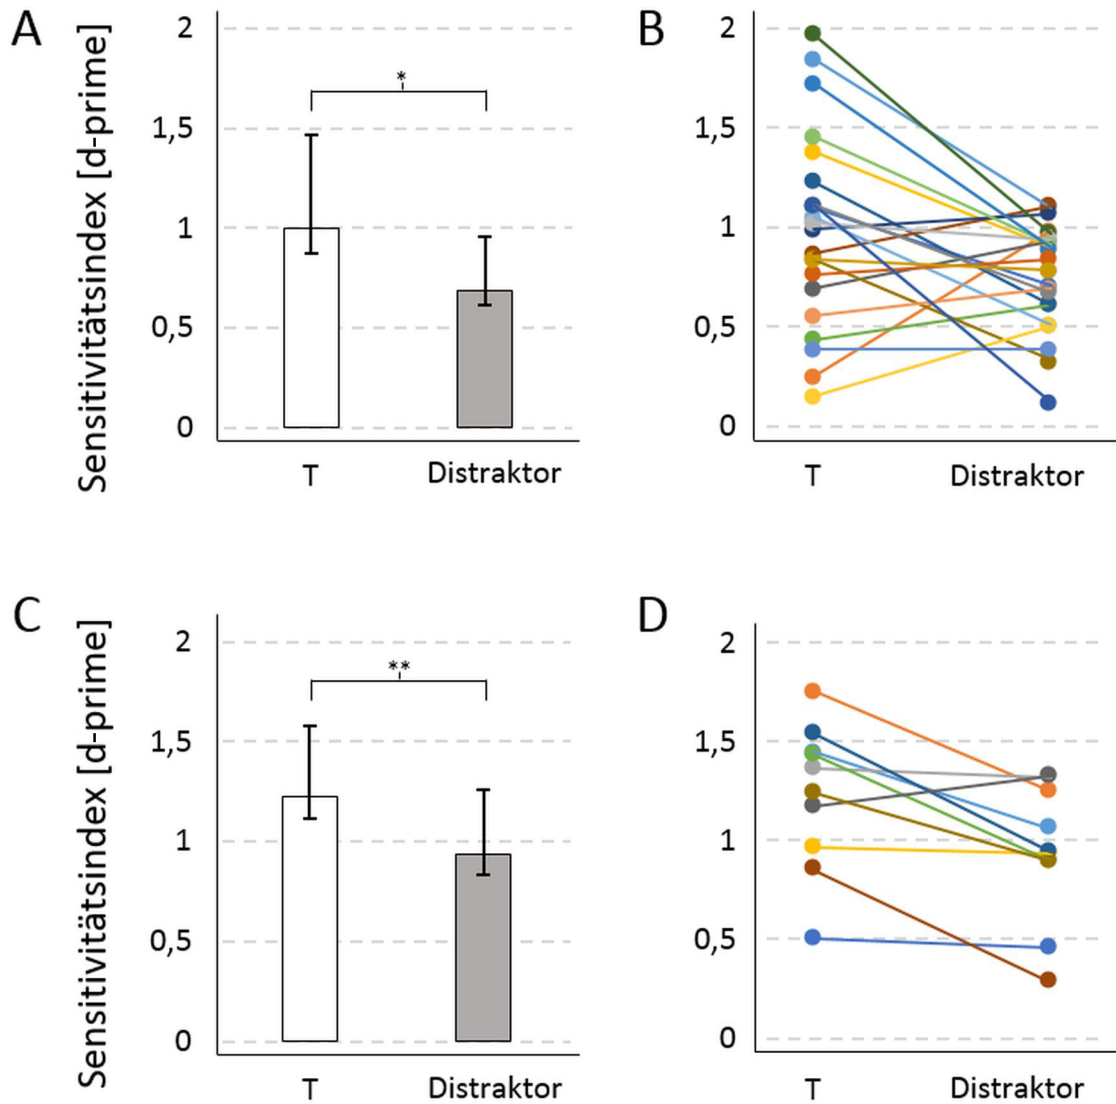 A
Sensitivitätsindex [d-prime]
2
1,5
1
0,5
0
*
T
Distraktor
B
2
1,5
1
0,5
0
T
Distraktor
C
Sensitivitätsindex [d-prime]
2
1,5
1
0,5
0
**
T
Distraktor
D
2
1,5
1
0,5
0
T
Distraktor